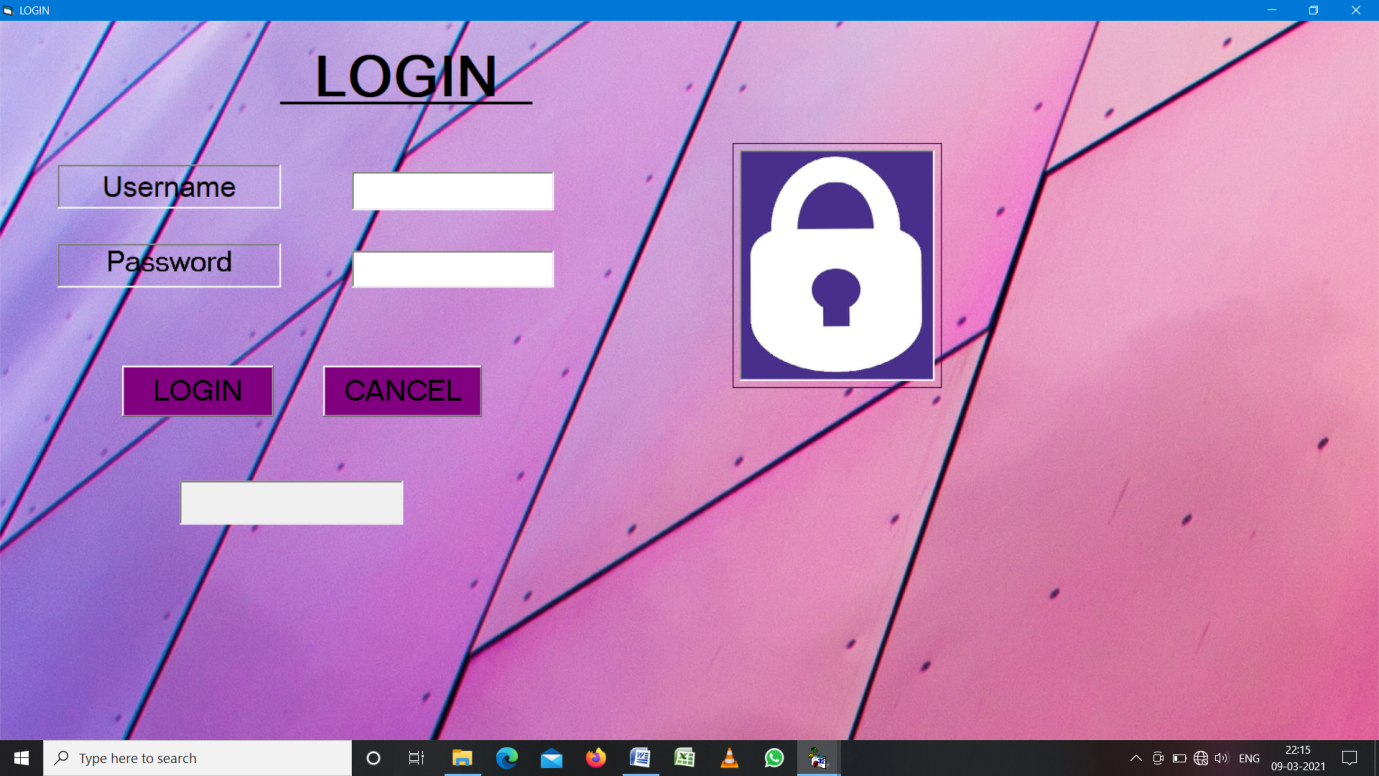 LOGIN
LOGIN
Username
Password
LOGIN CANCEL
Type here to search
ENG
22:15
09-03-2021